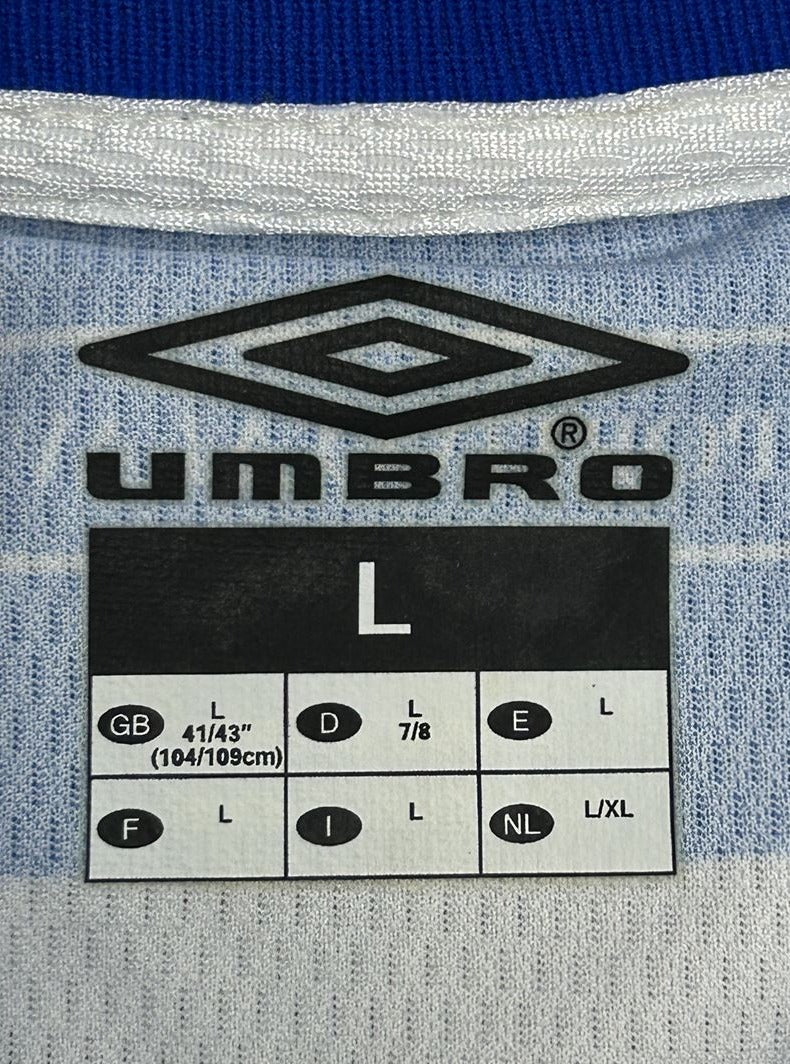 ®
UMBRO
L
GB L
41/43"
(104/109cm)
D L
7/8
E L
F L
I L
NL L/XL